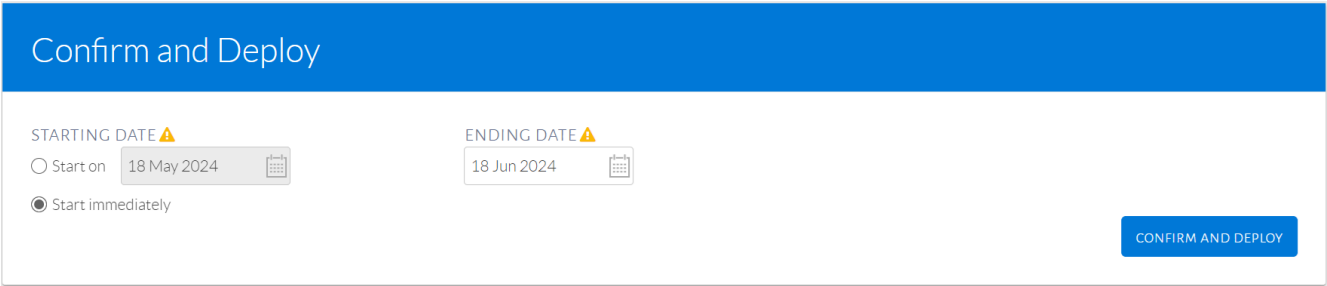 Confirm and Deploy
STARTING DATE
Start on 18 May 2024
Start immediately
ENDING DATE
18 Jun 2024
CONFIRM AND DEPLOY